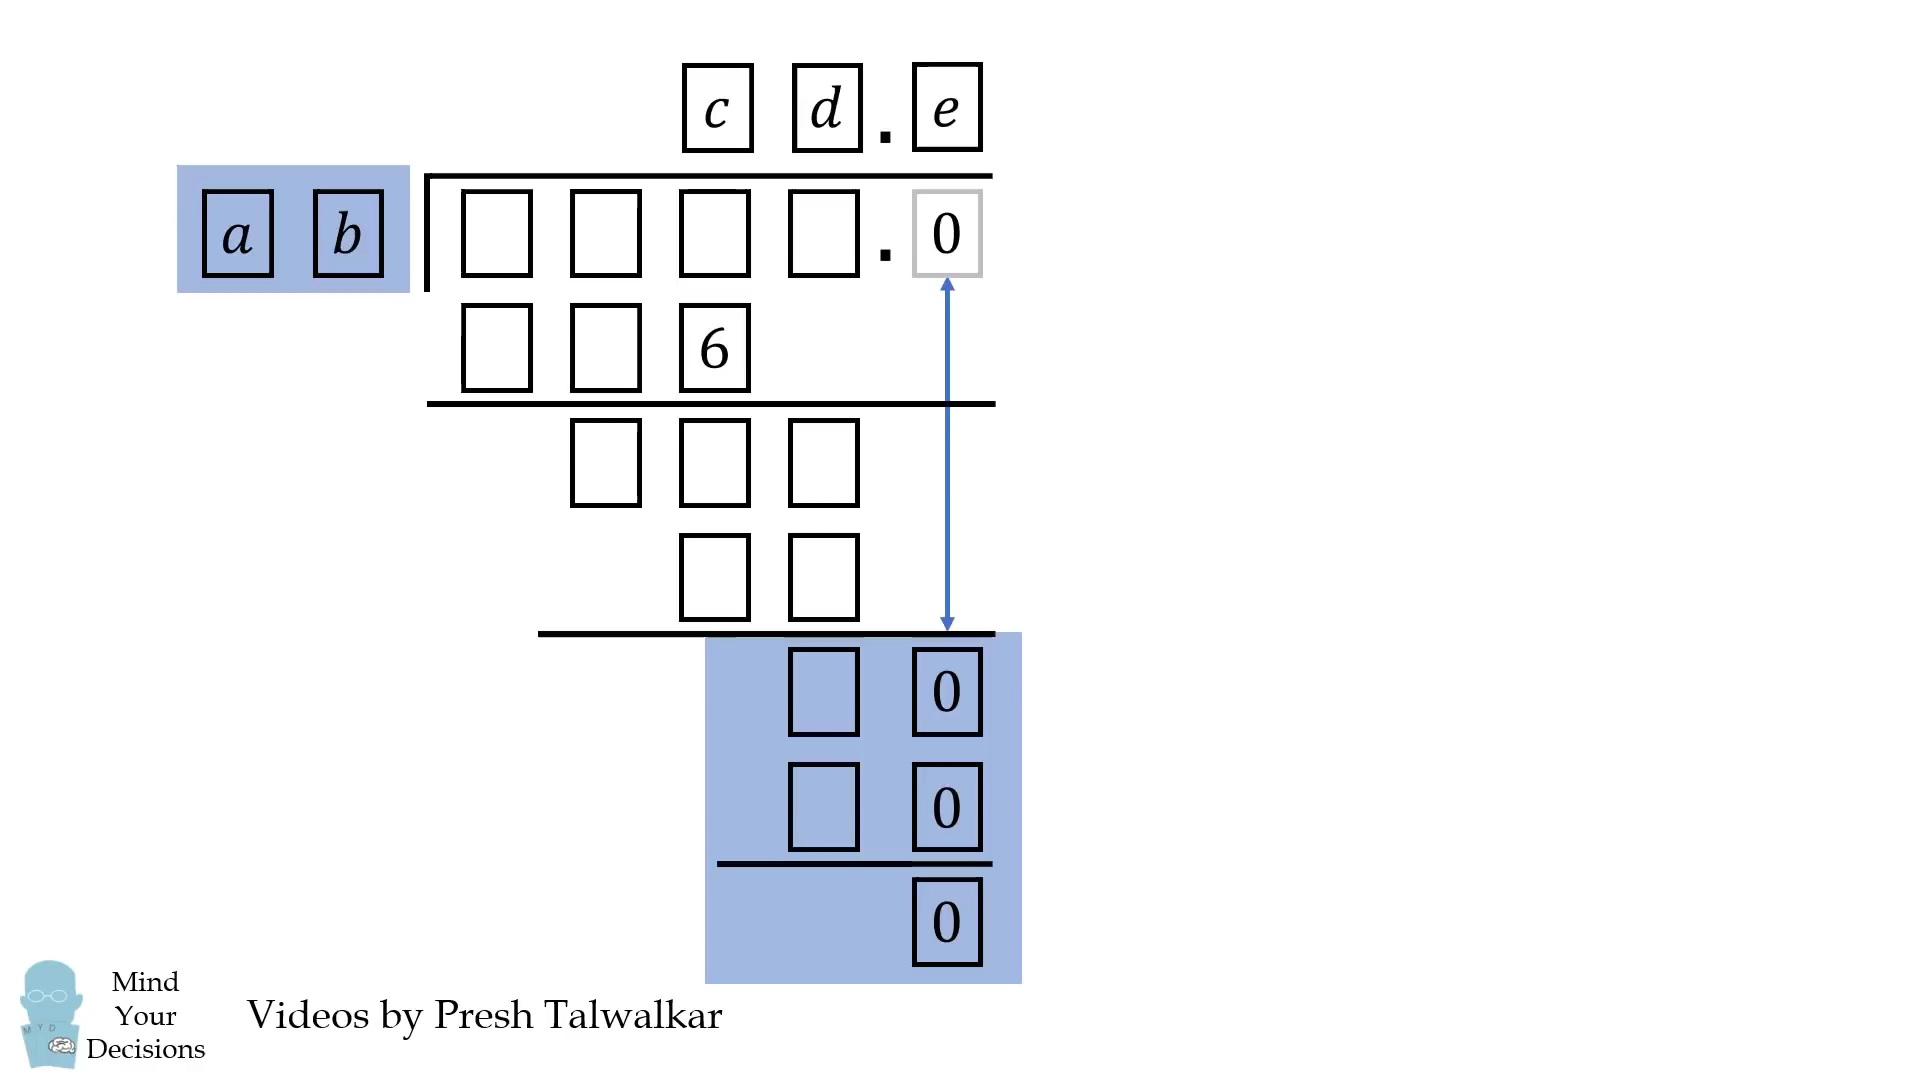 c d . e
a b . 0
6
0
0
0
Mind
Your
Decisions
M Y D
Videos by Presh Talwalkar